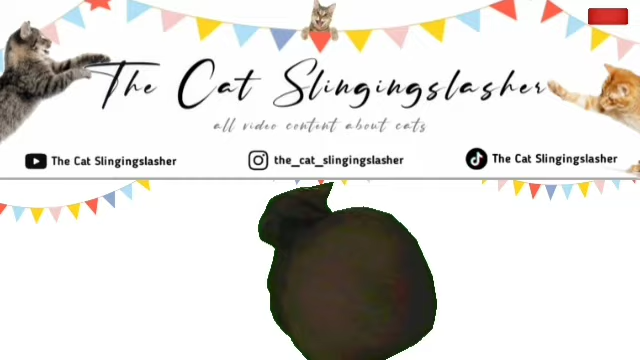 The Cat Slingingslasher
all video content about cats
The Cat Slingingslasher the_cat_slingingslasher The Cat Slingingslasher